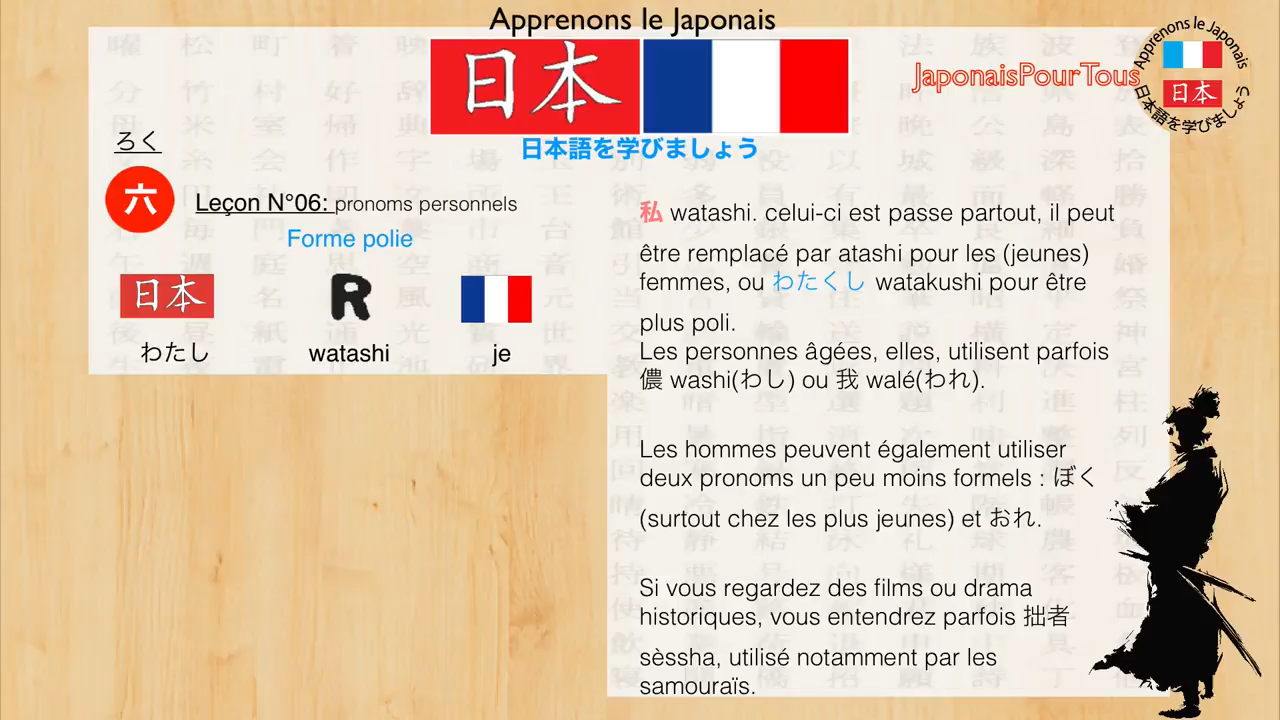 Apprenons le Japonais
日本
JaponaisPourTous
Apprenons le Japonais
日本
日本語を学びましょう
日本語を学びましょう
ろく
六
Leçon N°06: pronoms personnels
Forme polie
日本 R
わたし watashi je
私 watashi. celui-ci est passe partout, il peut
être remplacé par atashi pour les (jeunes)
femmes, ou わたくし watakushi pour être
plus poli.
Les personnes âgées, elles, utilisent parfois
儂 washi(わし) ou 我 walé(われ).
Les hommes peuvent également utiliser
deux pronoms un peu moins formels : ぼく
(surtout chez les plus jeunes) et おれ.
Si vous regardez des films ou drama
historiques, vous entendrez parfois 拙者
sèssha, utilisé notamment par les
samouraïs.